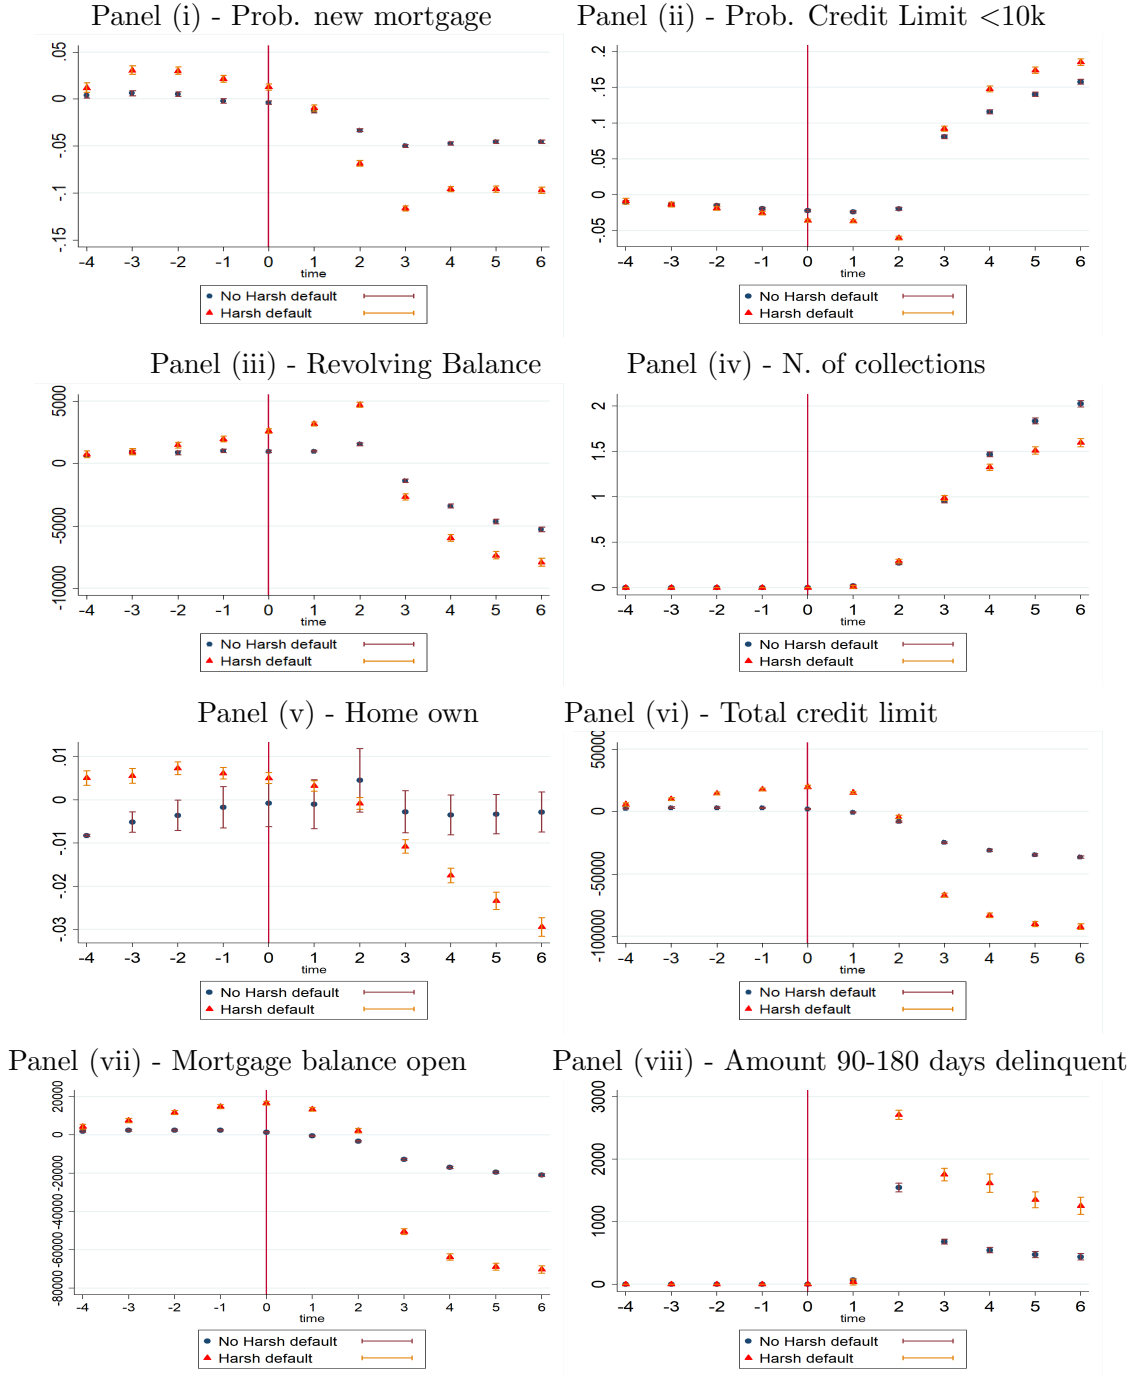 Panel (i) - Prob. new mortgage
.05
0
-.05
-.1
-.15
-4 -3 -2 -1 0 1 2 3 4 5 6
time
No Harsh default
Harsh default
Panel (ii) - Prob. Credit Limit <10k
.2
.15
.1
.05
0
-.05
-4 -3 -2 -1 0 1 2 3 4 5 6
time
No Harsh default
Harsh default
Panel (iii) - Revolving Balance
5000
0
-5000
-10000
-4 -3 -2 -1 0 1 2 3 4 5 6
time
No Harsh default
Harsh default
Panel (iv) - N. of collections
2
1.5
1
.5
0
-4 -3 -2 -1 0 1 2 3 4 5 6
time
No Harsh default
Harsh default
Panel (v) - Home own
.01
0
-.01
-.02
-.03
-4 -3 -2 -1 0 1 2 3 4 5 6
time
No Harsh default
Harsh default
Panel (vi) - Total credit limit
50000
0
-50000
-100000
-4 -3 -2 -1 0 1 2 3 4 5 6
time
No Harsh default
Harsh default
Panel (vii) - Mortgage balance open
20000
0
-20000
-40000
-60000
-80000
-4 -3 -2 -1 0 1 2 3 4 5 6
time
No Harsh default
Harsh default
Panel (viii) - Amount 90-180 days delinquent
3000
2000
1000
0
-4 -3 -2 -1 0 1 2 3 4 5 6
time
No Harsh default
Harsh default